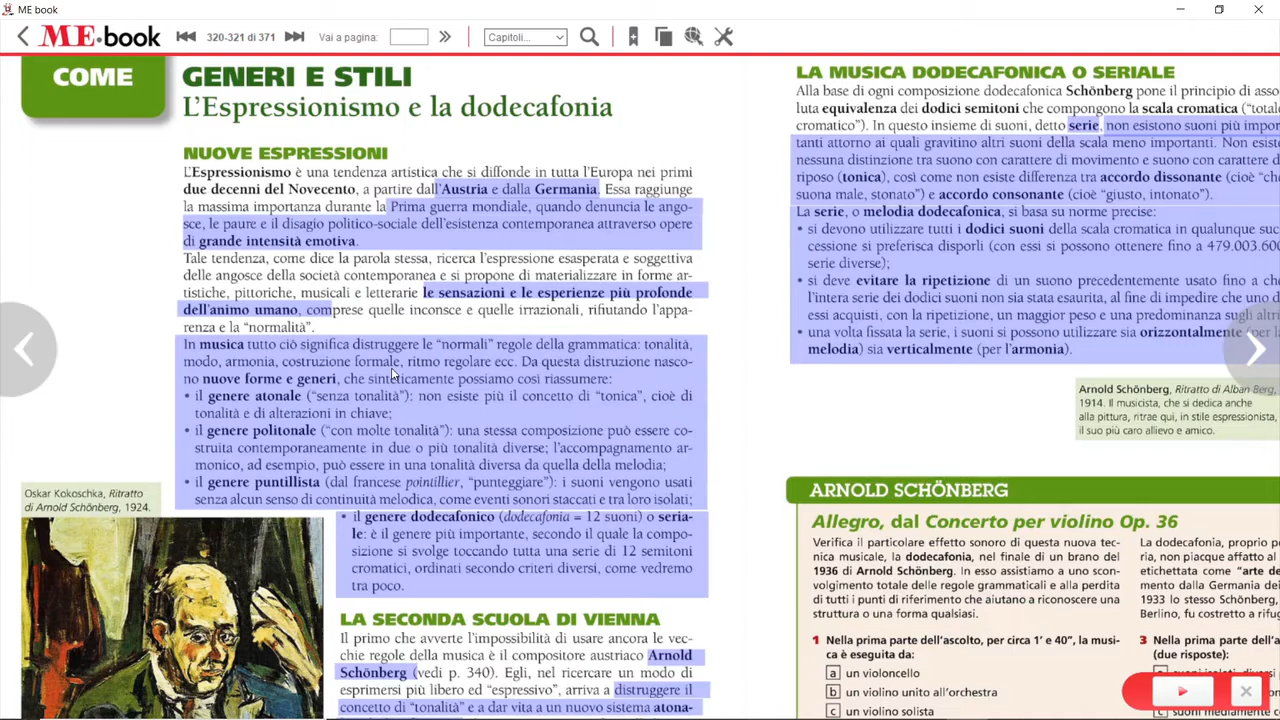 ME book
ME•book
320-321 di 371
Vai a pagina:
Capitoli...
COME
GENERI E STILI
L'Espressionismo e la dodecafonia
NUOVE ESPRESSIONI
L'Espressionismo è una tendenza artistica che si diffonde in tutta l'Europa nei primi
due decenni del Novecento, a partire dall'Austria e dalla Germania. Essa raggiunge
la massima importanza durante la Prima guerra mondiale, quando denuncia le ango-
sce, le paure e il disagio politico-sociale dell'esistenza contemporanea attraverso opere
di grande intensità emotiva.
Tale tendenza, come dice la parola stessa, ricerca l'espressione esasperata e soggettiva
delle angosce della società contemporanea e si propone di materializzare in forme ar-
tistiche, pittoriche, musicali e letterarie le sensazioni e le esperienze più profonde
dell'animo umano, comprese quelle inconsce e quelle irrazionali, rifiutando l'appa-
renza e la "normalità".
In musica tutto ciò significa distruggere le "normali" regole della grammatica: tonalità,
modo, armonia, costruzione formale, ritmo regolare ecc. Da questa distruzione nasco-
no nuove forme e generi, che sinteticamente possiamo così riassumere:
• il genere atonale ("senza tonalità"): non esiste più il concetto di "tonica", cioè di
tonalità e di alterazioni in chiave;
• il genere politonale ("con molte tonalità"): una stessa composizione può essere co-
struita contemporaneamente in due o più tonalità diverse; l'accompagnamento ar-
monico, ad esempio, può essere in una tonalità diversa da quella della melodia;
• il genere puntillista (dal francese pointillier, "punteggiare"): i suoni vengono usati
senza alcun senso di continuità melodica, come eventi sonori staccati e tra loro isolati;
• il genere dodecafonico (dodecafonia = 12 suoni) o seria-
le: è il genere più importante, secondo il quale la compo-
sizione si svolge toccando tutta una serie di 12 semitoni
cromatici, ordinati secondo criteri diversi, come vedremo
tra poco.
Oskar Kokoschka, Ritratto
di Arnold Schönberg, 1924.
LA SECONDA SCUOLA DI VIENNA
Il primo che avverte l'impossibilità di usare ancora le vec-
chie regole della musica è il compositore austriaco Arnold
Schönberg (vedi p. 340). Egli, nel ricercare un modo di
esprimersi più libero ed "espressivo", arriva a distruggere il
concetto di "tonalità" e a dar vita a un nuovo sistema atona-
LA MUSICA DODECAFONICA O SERIALE
Alla base di ogni composizione dodecafonica Schönberg pone il principio di asso
luta equivalenza dei dodici semitoni che compongono la scala cromatica ("total
cromatico"). In questo insieme di suoni, detto serie, non esistono suoni più impor
tanti attorno ai quali gravitino altri suoni della scala meno importanti. Non esiste
nessuna distinzione tra suono con carattere di movimento e suono con carattere d
riposo (tonica), così come non esiste differenza tra accordo dissonante (cioè "ch
suona male, stonato") e accordo consonante (cioè "giusto, intonato").
La serie, o melodia dodecafonica, si basa su norme precise:
• si devono utilizzare tutti i dodici suoni della scala cromatica in qualunque suc
cessione si preferisca disporli (con essi si possono ottenere fino a 479.003.60
serie diverse);
• si deve evitare la ripetizione di un suono precedentemente usato fino a ch
l'intera serie dei dodici suoni non sia stata esaurita, al fine di impedire che uno d
essi acquisti, con la ripetizione, un maggior peso e una predominanza sugli altri
• una volta fissata la serie, i suoni si possono utilizzare sia orizzontalmente (per l
melodia) sia verticalmente (per l'armonia).
Arnold Schönberg, Ritratto di Alban Berg,
1914. Il musicista, che si dedica anche
alla pittura, ritrae qui, in stile espressionista,
il suo più caro allievo e amico.
ARNOLD SCHÖNBERG
Allegro, dal Concerto per violino Op. 36
Verifica il particolare effetto sonoro di questa nuova tec-
nica musicale, la dodecafonia, nel finale di un brano del
1936 di Arnold Schönberg. In esso assistiamo a uno scon-
volgimento totale delle regole grammaticali e alla perdita
di tutti i punti di riferimento che aiutano a riconoscere una
struttura o una forma qualsiasi.
1 Nella prima parte dell'ascolto, per circa 1' e 40", la musi-
ca è eseguita da:
a un violoncello
b un violino unito all'orchestra
c un violino solista
La dodecafonia, proprio pe
ria, non piacque affatto al
etichettata come "arte de
mento dalla Germania de
1933 lo stesso Schönberg,
Berlino, fu costretto a rifu
3 Nella prima parte dell'a
(due risposte):